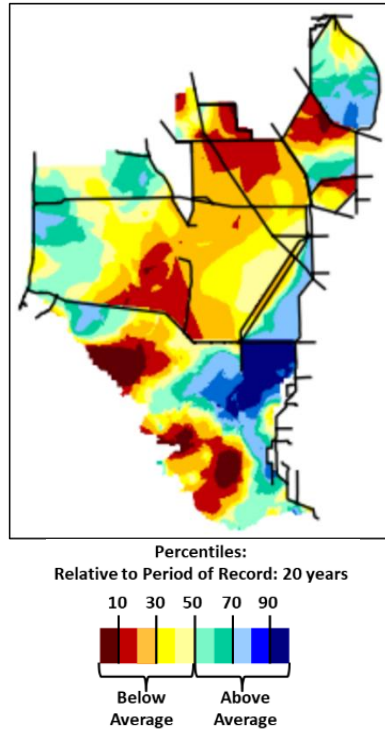 Percentiles:
Relative to Period of Record: 20 years
10 30 50 70 90
Below Above
Average Average